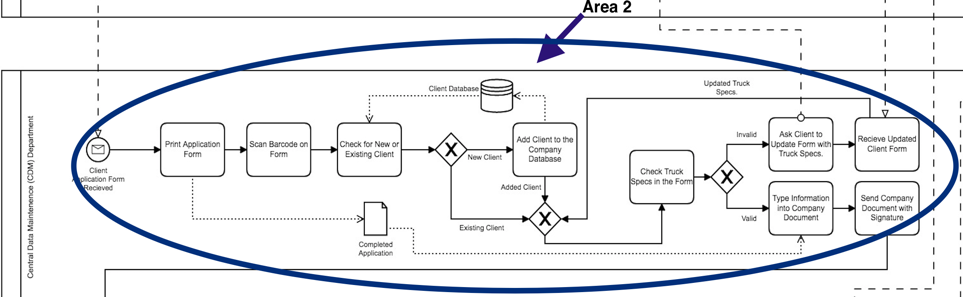 Area 2
Central Data Maintenence (CDM) Department
Client
Application Form
Recieved
Print Application
Form
Scan Barcode on
Form
Check for New or
Existing Client
Client Database
X
New Client
Existing Client
Add Client to the
Company
Database
Added Client
X
Completed
Application
Updated Truck
Specs.
Check Truck
Specs in the Form
X
Invalid
Valid
Ask Client to
Update Form with
Truck Specs.
Recieve Updated
Client Form
Type Information
into Company
Document
Send Company
Document with
Signature